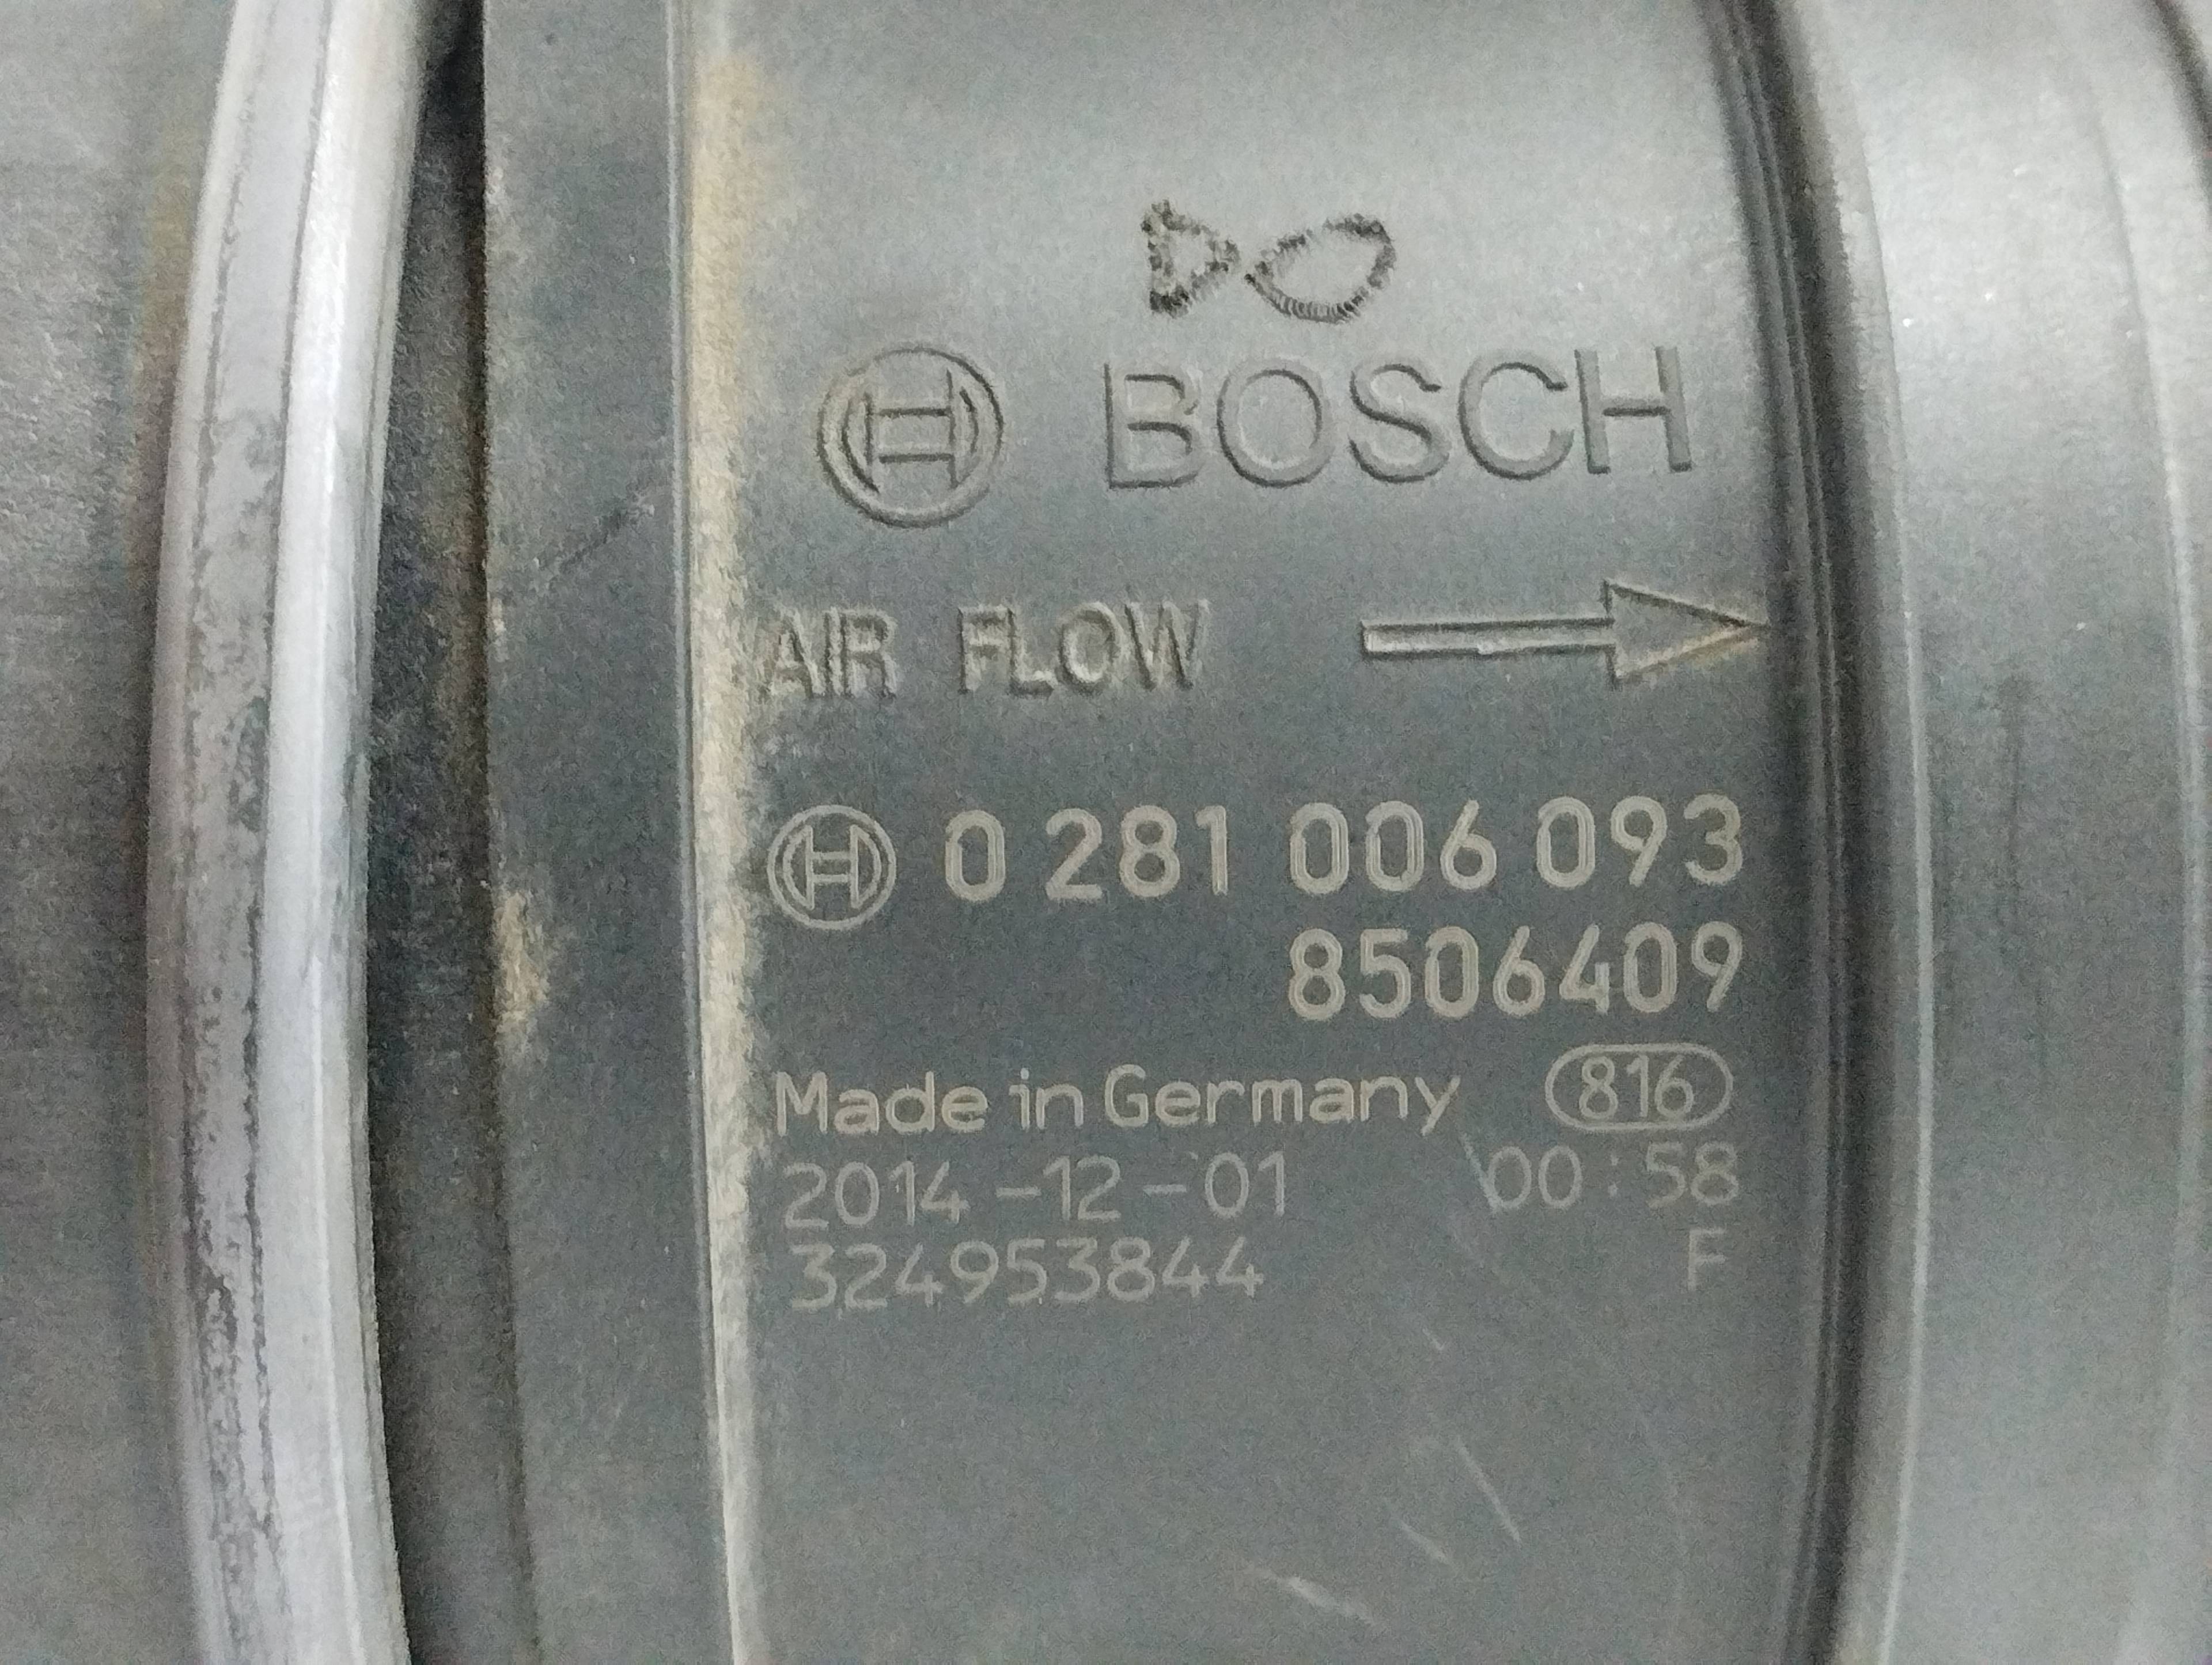 BOSCH
AIR FLOW
0 281 006 093
8506409
Made in Germany 816
2014-12-01 00:58
324953844 F